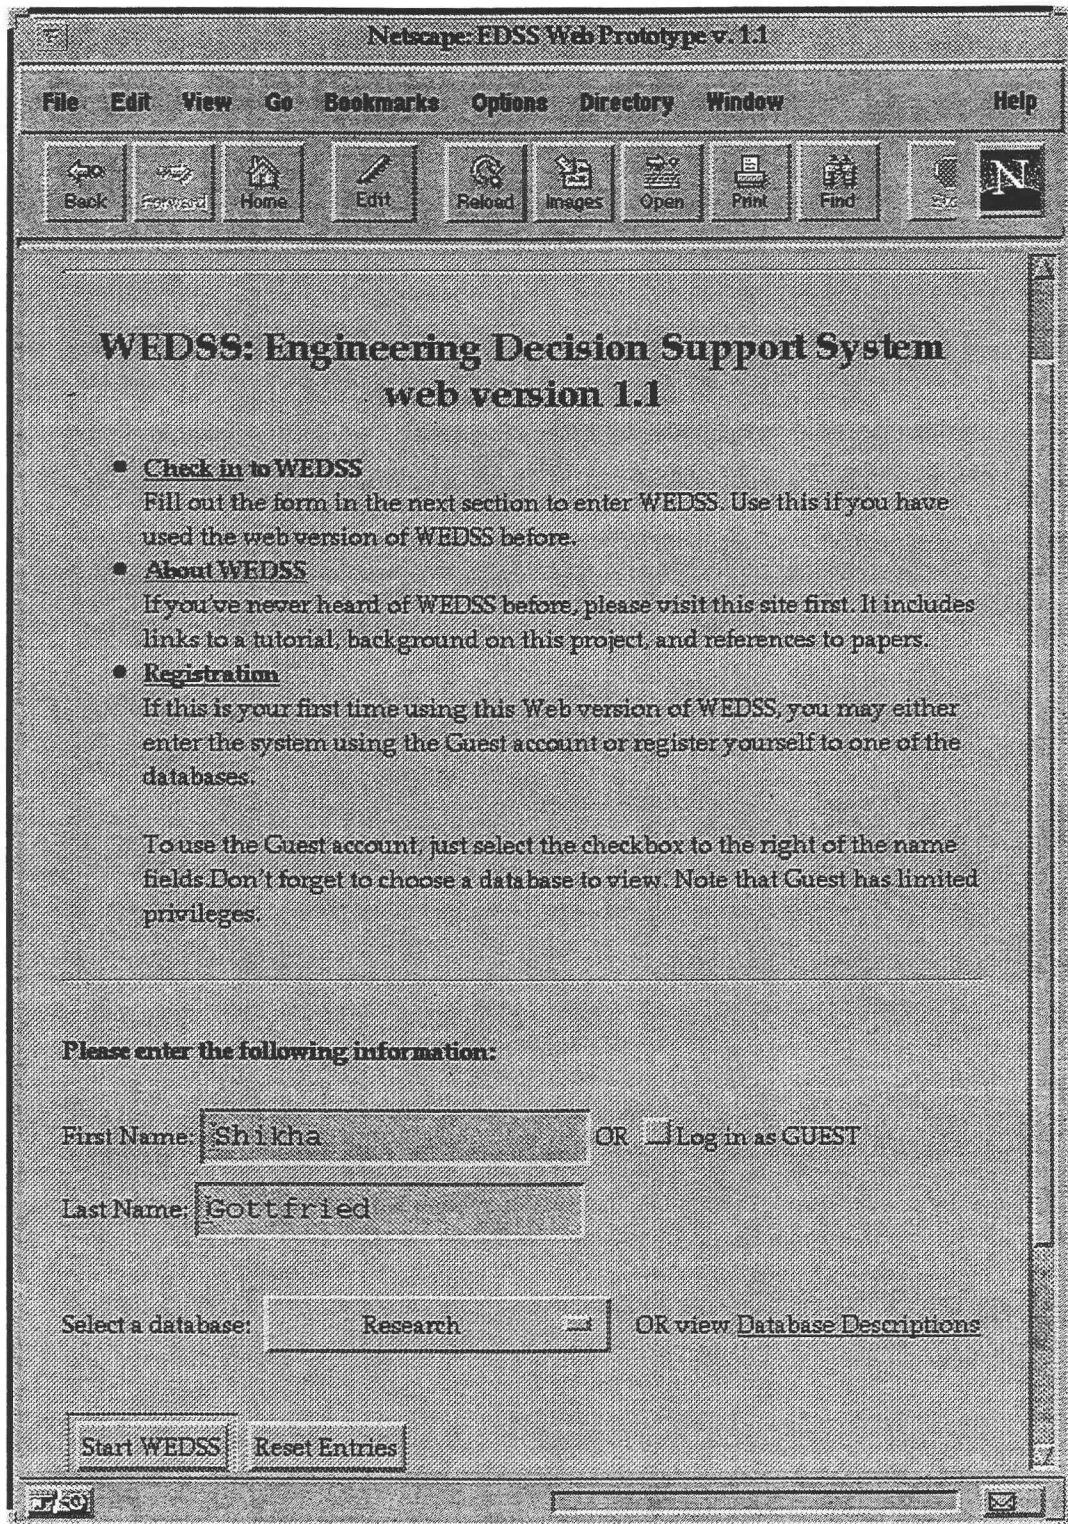 Netscape: EDSS Web Prototype v. 1.1
File Edit View Go Bookmarks Options Directory Window Help
Back Forward Home Edit Reload Images Open Print Find
N
WEDSS: Engineering Decision Support System
web version 1.1
Check in to WEDSS
Fill out the form in the next section to enter WEDSS. Use this if you have
used the web version of WEDSS before.
About WEDSS
If you've never heard of WEDSS before, please visit this site first. It includes
links to a tutorial, background on this project, and references to papers.
Registration
If this is your first time using this Web version of WEDSS, you may either
enter the system using the Guest account or register yourself to one of the
databases.
To use the Guest account, just select the checkbox to the right of the name
fields.Don't forget to choose a database to view. Note that Guest has limited
privileges.
Please enter the following information:
First Name: Shikha OR Log in as GUEST
Last Name: Gottfried
Select a database: Research OR view Database Descriptions
Start WEDSS Reset Entries